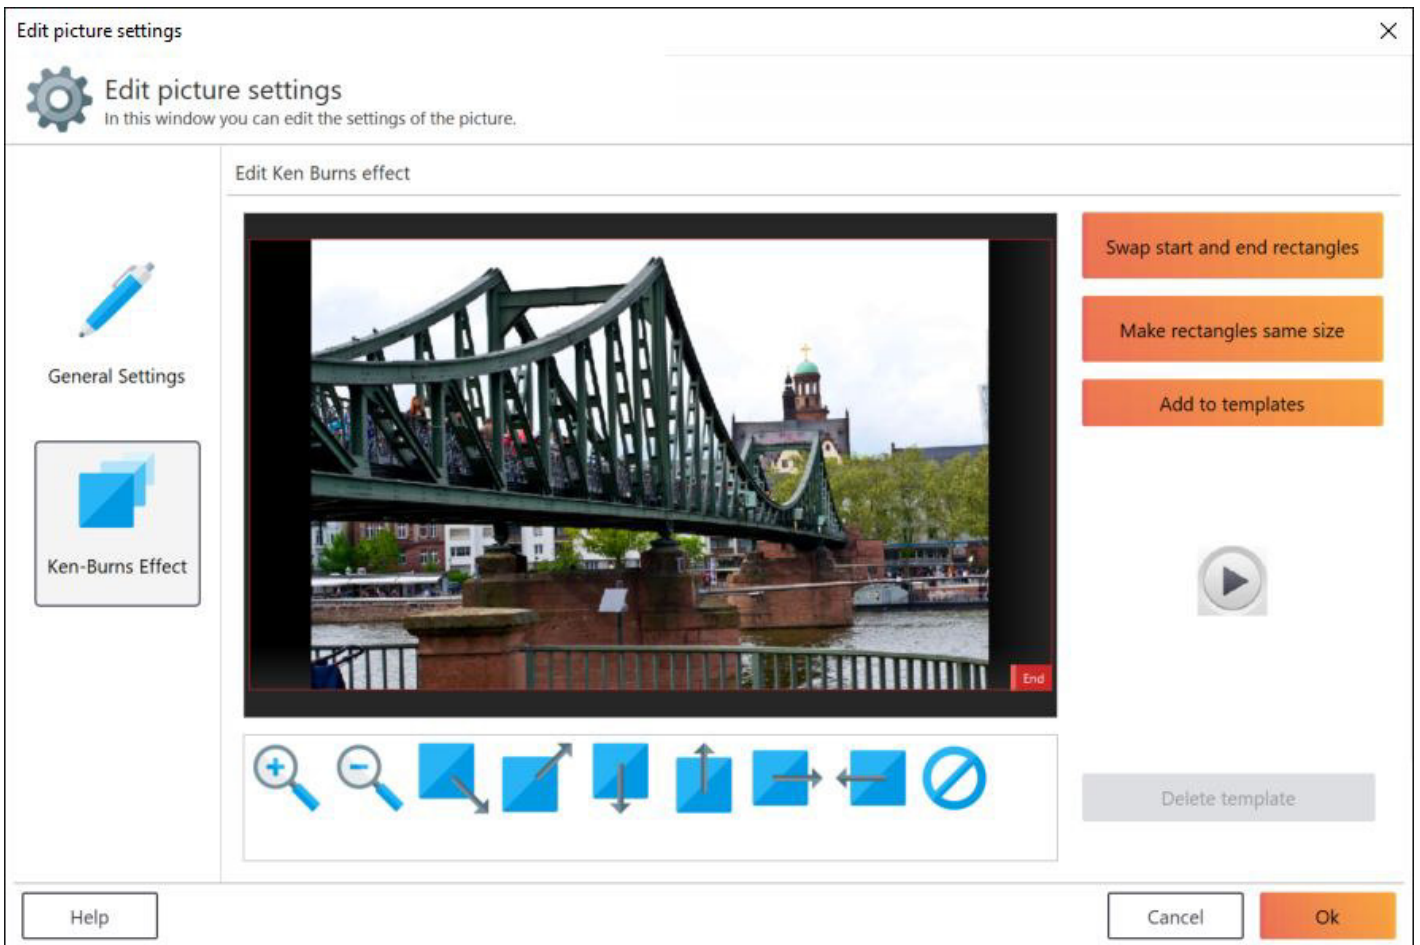 Edit picture settings
Edit picture settings
In this window you can edit the settings of the picture.
Edit Ken Burns effect
General Settings
Ken-Burns Effect
End
Swap start and end rectangles
Make rectangles same size
Add to templates
Delete template
Help
Cancel
Ok